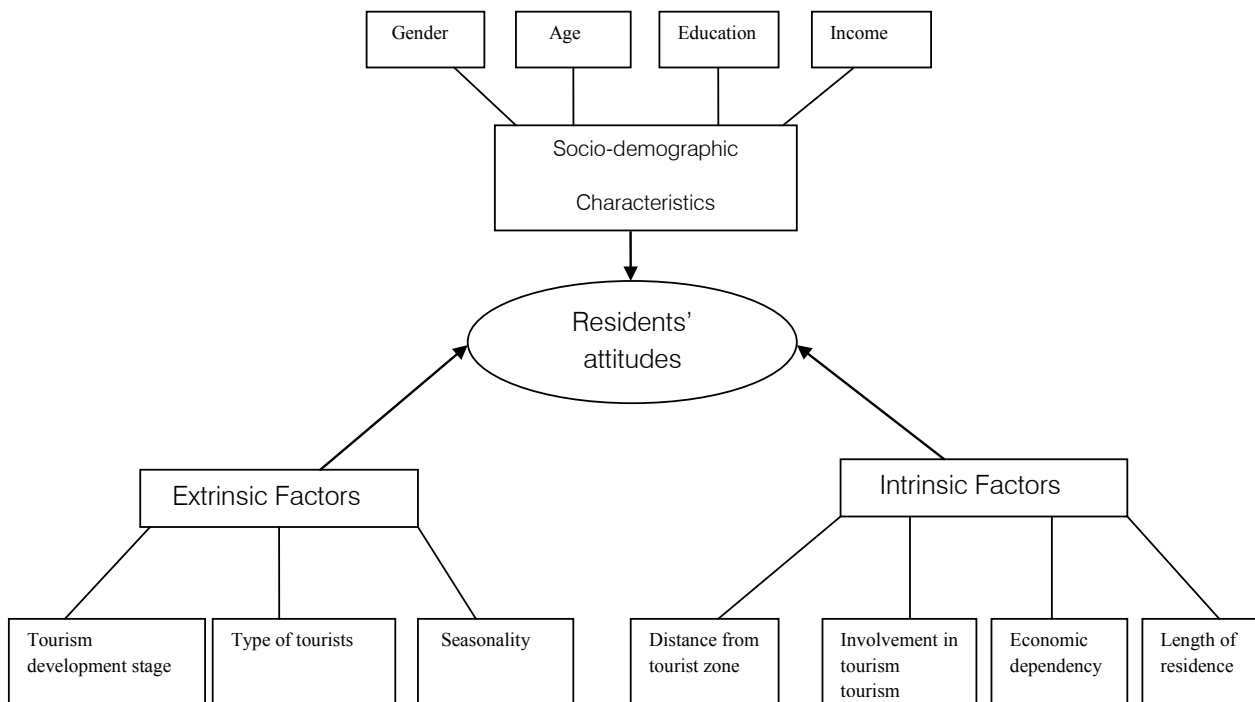 Gender
Age
Education
Income
Socio-demographic
Characteristics
Residents’
attitudes
Extrinsic Factors
Intrinsic Factors
Tourism
development stage
Type of tourists
Seasonality
Distance from
tourist zone
Involvement in
tourism
tourism
Economic
dependency
Length of
residence